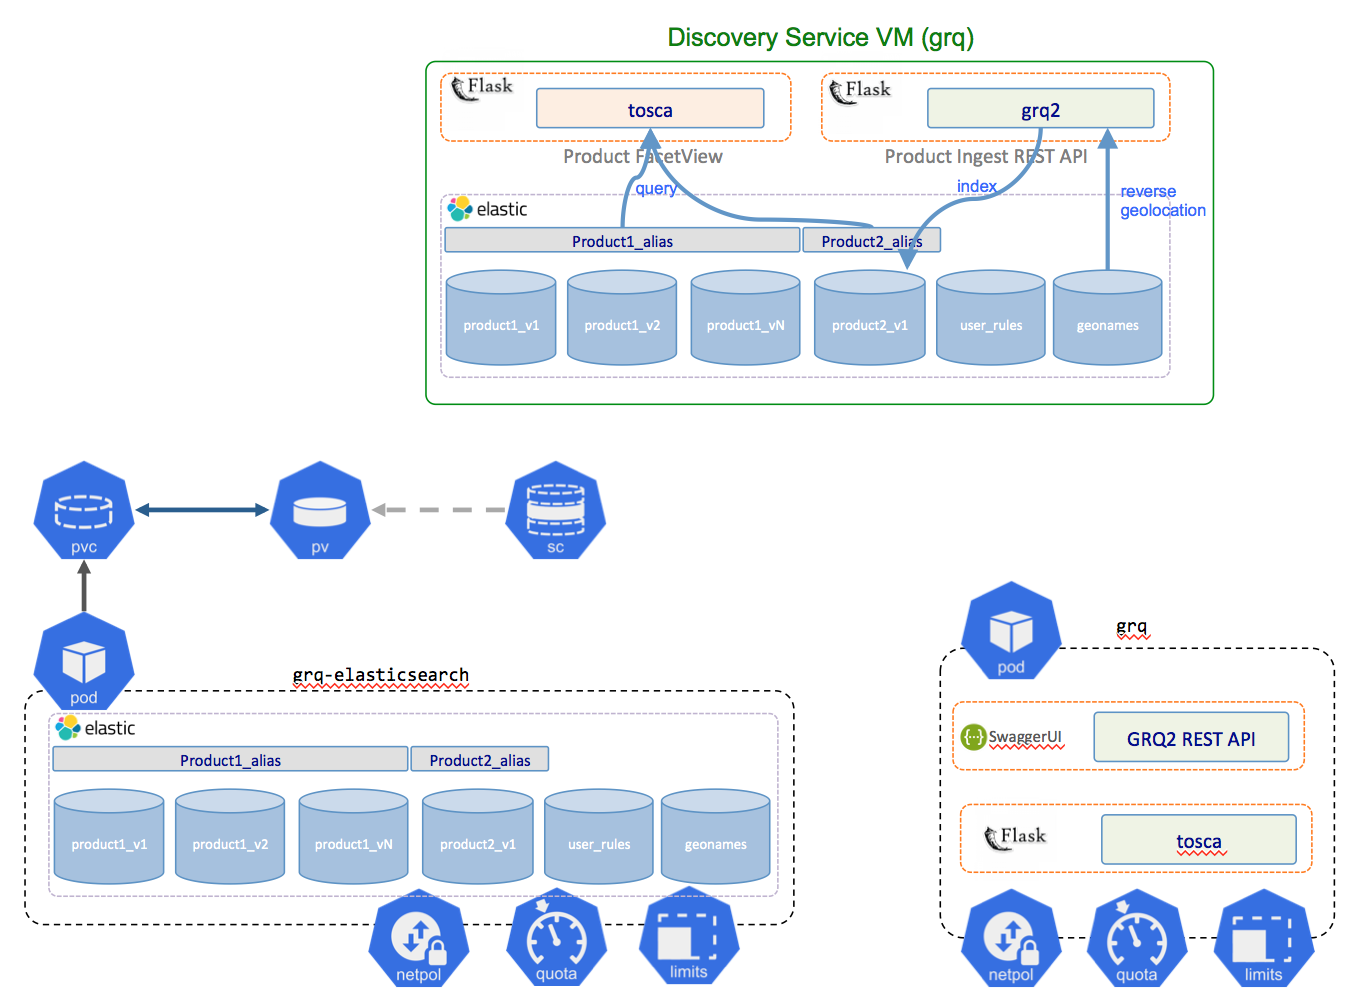 Discovery Service VM (grq)
Flask
tosca
Flask
grq2
Product FacetView
Product Ingest REST API
query
index
reverse
geolocation
elastic
Product1_alias
Product2_alias
product1_v1
product1_v2
product1_vN
product2_v1
user_rules
geonames
pvc
pv
sc
pod
grq-elasticsearch
elastic
Product1_alias
Product2_alias
product1_v1
product1_v2
product1_vN
product2_v1
user_rules
geonames
netpol
quota
limits
pod
grq
SwaggerUI
GRQ2 REST API
Flask
tosca
netpol
quota
limits